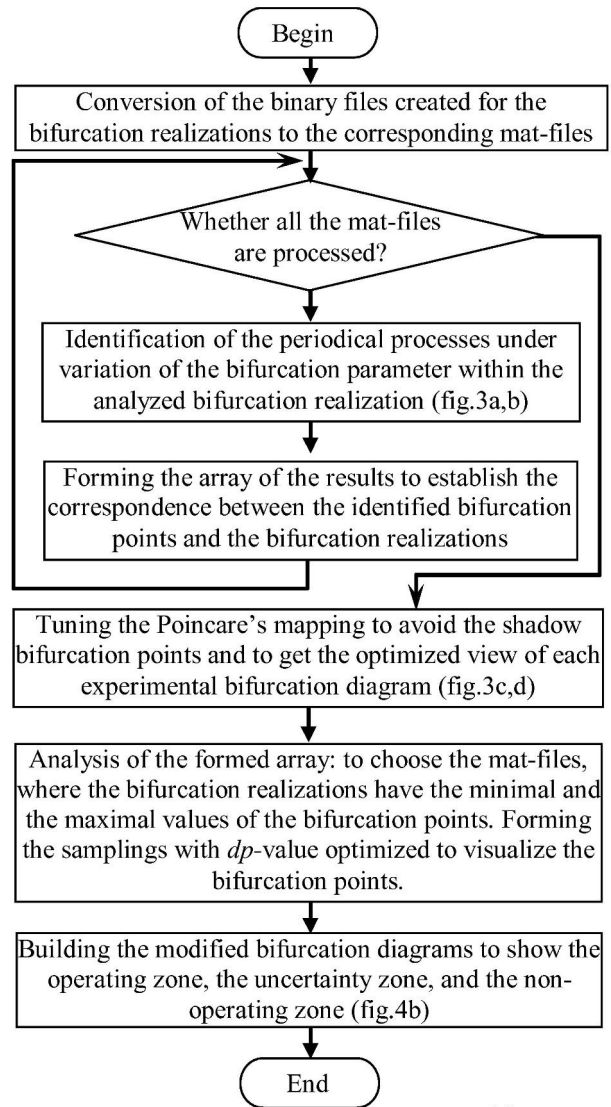 Begin
Conversion of the binary files created for the
bifurcation realizations to the corresponding mat-files
Whether all the mat-files
are processed?
Identification of the periodical processes under
variation of the bifurcation parameter within the
analyzed bifurcation realization (fig.3a,b)
Forming the array of the results to establish the
correspondence between the identified bifurcation
points and the bifurcation realizations
Tuning the Poincare’s mapping to avoid the shadow
bifurcation points and to get the optimized view of each
experimental bifurcation diagram (fig.3c,d)
Analysis of the formed array: to choose the mat-files,
where the bifurcation realizations have the minimal and
the maximal values of the bifurcation points. Forming
the samplings with dp-value optimized to visualize the
bifurcation points.
Building the modified bifurcation diagrams to show the
operating zone, the uncertainty zone, and the non-
operating zone (fig.4b)
End